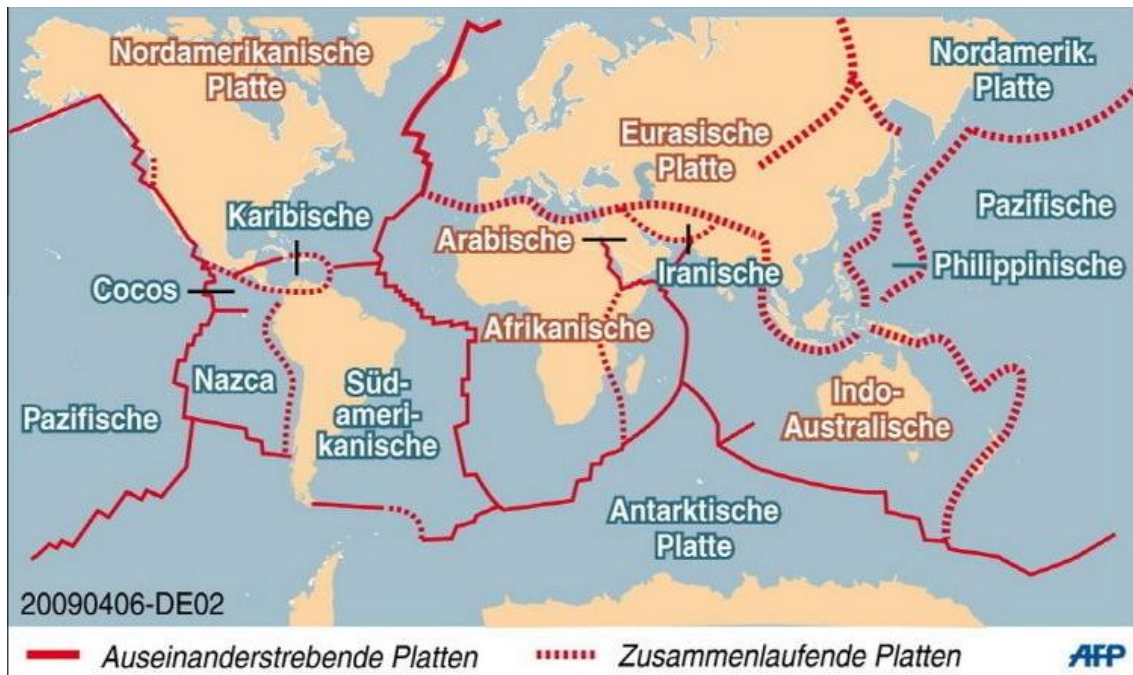 Nordamerikanische
Platte
Nordamerik.
Platte
Eurasische
Platte
Karibische
Pazifische
Arabische
Iranische
Philippinische
Cocos
Afrikanische
Nazca
Süd-
ameri-
kanische
Pazifische
Indo-
Australische
Antarktische
Platte
20090406-DE02
Auseinanderstrebende Platten
Zusammenlaufende Platten
AFP